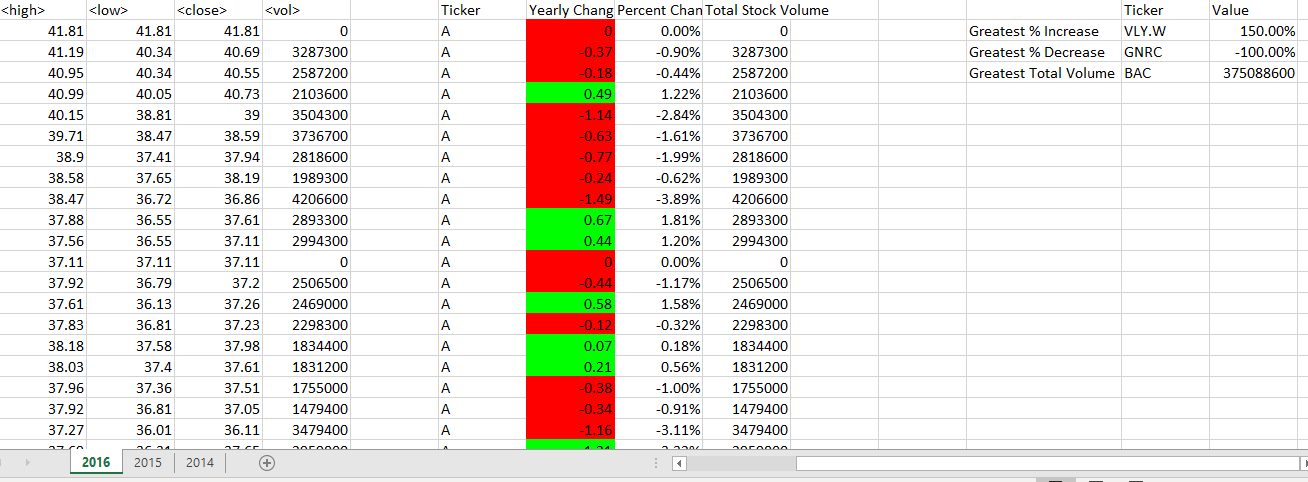 <high> <low> <close> <vol> Ticker Yearly Chang Percent Chan Total Stock Volume Ticker Value
41.81 41.81 41.81 0 A 0 0.00% 0 Greatest % Increase VLY.W 150.00%
41.19 40.34 40.69 3287300 A -0.37 -0.90% 3287300 Greatest % Decrease GNRC -100.00%
40.95 40.34 40.55 2587200 A -0.18 -0.44% 2587200 Greatest Total Volume BAC 375088600
40.99 40.05 40.73 2103600 A 0.49 1.22% 2103600
40.15 38.81 39 3504300 A -1.14 -2.84% 3504300
39.71 38.47 38.59 3736700 A -0.63 -1.61% 3736700
38.9 37.41 37.94 2818600 A -0.77 -1.99% 2818600
38.58 37.65 38.19 1989300 A -0.24 -0.62% 1989300
38.47 36.72 36.86 4206600 A -1.49 -3.89% 4206600
37.88 36.55 37.61 2893300 A 0.67 1.81% 2893300
37.56 36.55 37.11 2994300 A 0.44 1.20% 2994300
37.11 37.11 37.11 0 A 0 0.00% 0
37.92 36.79 37.2 2506500 A -0.44 -1.17% 2506500
37.61 36.13 37.26 2469000 A 0.58 1.58% 2469000
37.83 36.81 37.23 2298300 A -0.12 -0.32% 2298300
38.18 37.58 37.98 1834400 A 0.07 0.18% 1834400
38.03 37.4 37.61 1831200 A 0.21 0.56% 1831200
37.96 37.36 37.51 1755000 A -0.38 -1.00% 1755000
37.92 36.81 37.05 1479400 A -0.34 -0.91% 1479400
37.27 36.01 36.11 3479400 A -1.16 -3.11% 3479400
2016 2015 2014